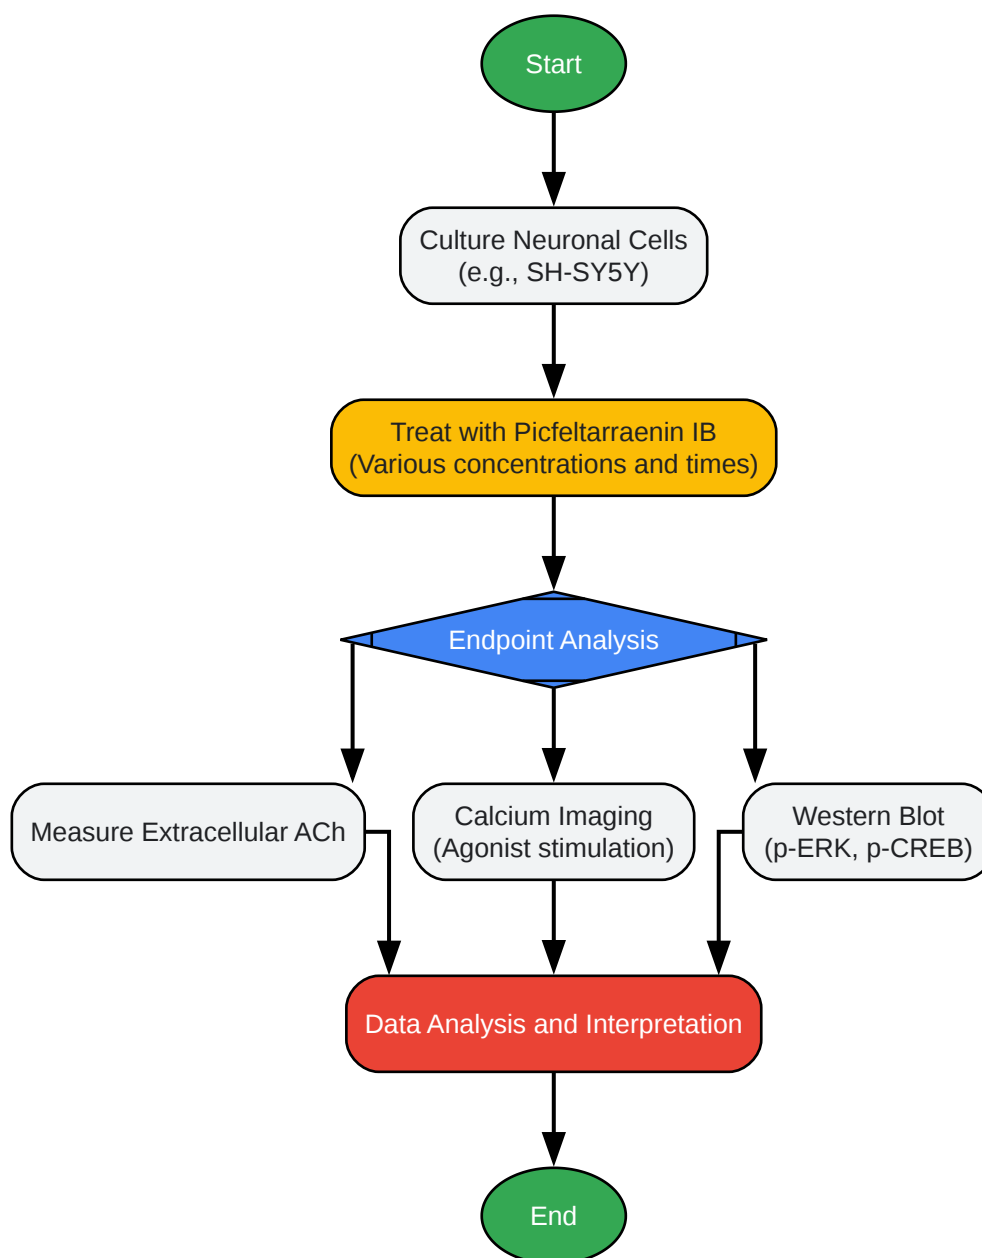 Start
Culture Neuronal Cells
(e.g., SH-SY5Y)
Treat with Picfeltarraenin IB
(Various concentrations and times)
Endpoint Analysis
Measure Extracellular ACh
Calcium Imaging
(Agonist stimulation)
Western Blot
(p-ERK, p-CREB)
Data Analysis and Interpretation
End